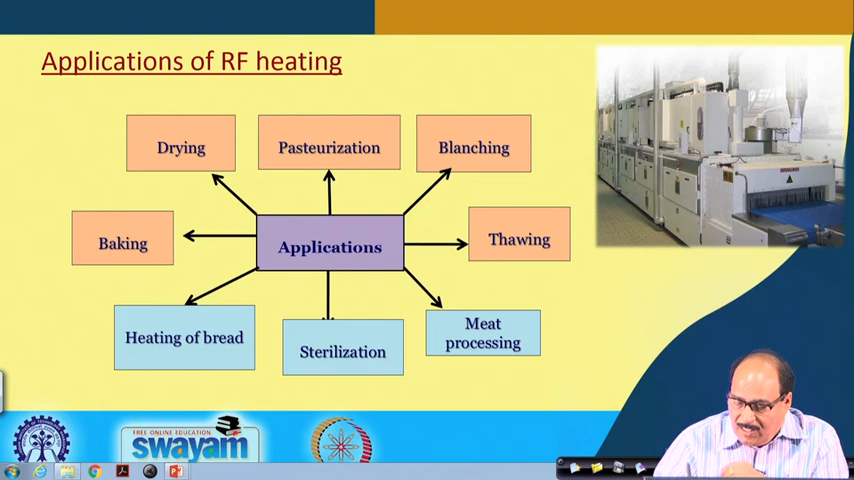 Applications of RF heating
Drying
Pasteurization
Blanching
Baking
Applications
Thawing
Heating of bread
Sterilization
Meat
processing
FREE ONLINE EDUCATION
swayam